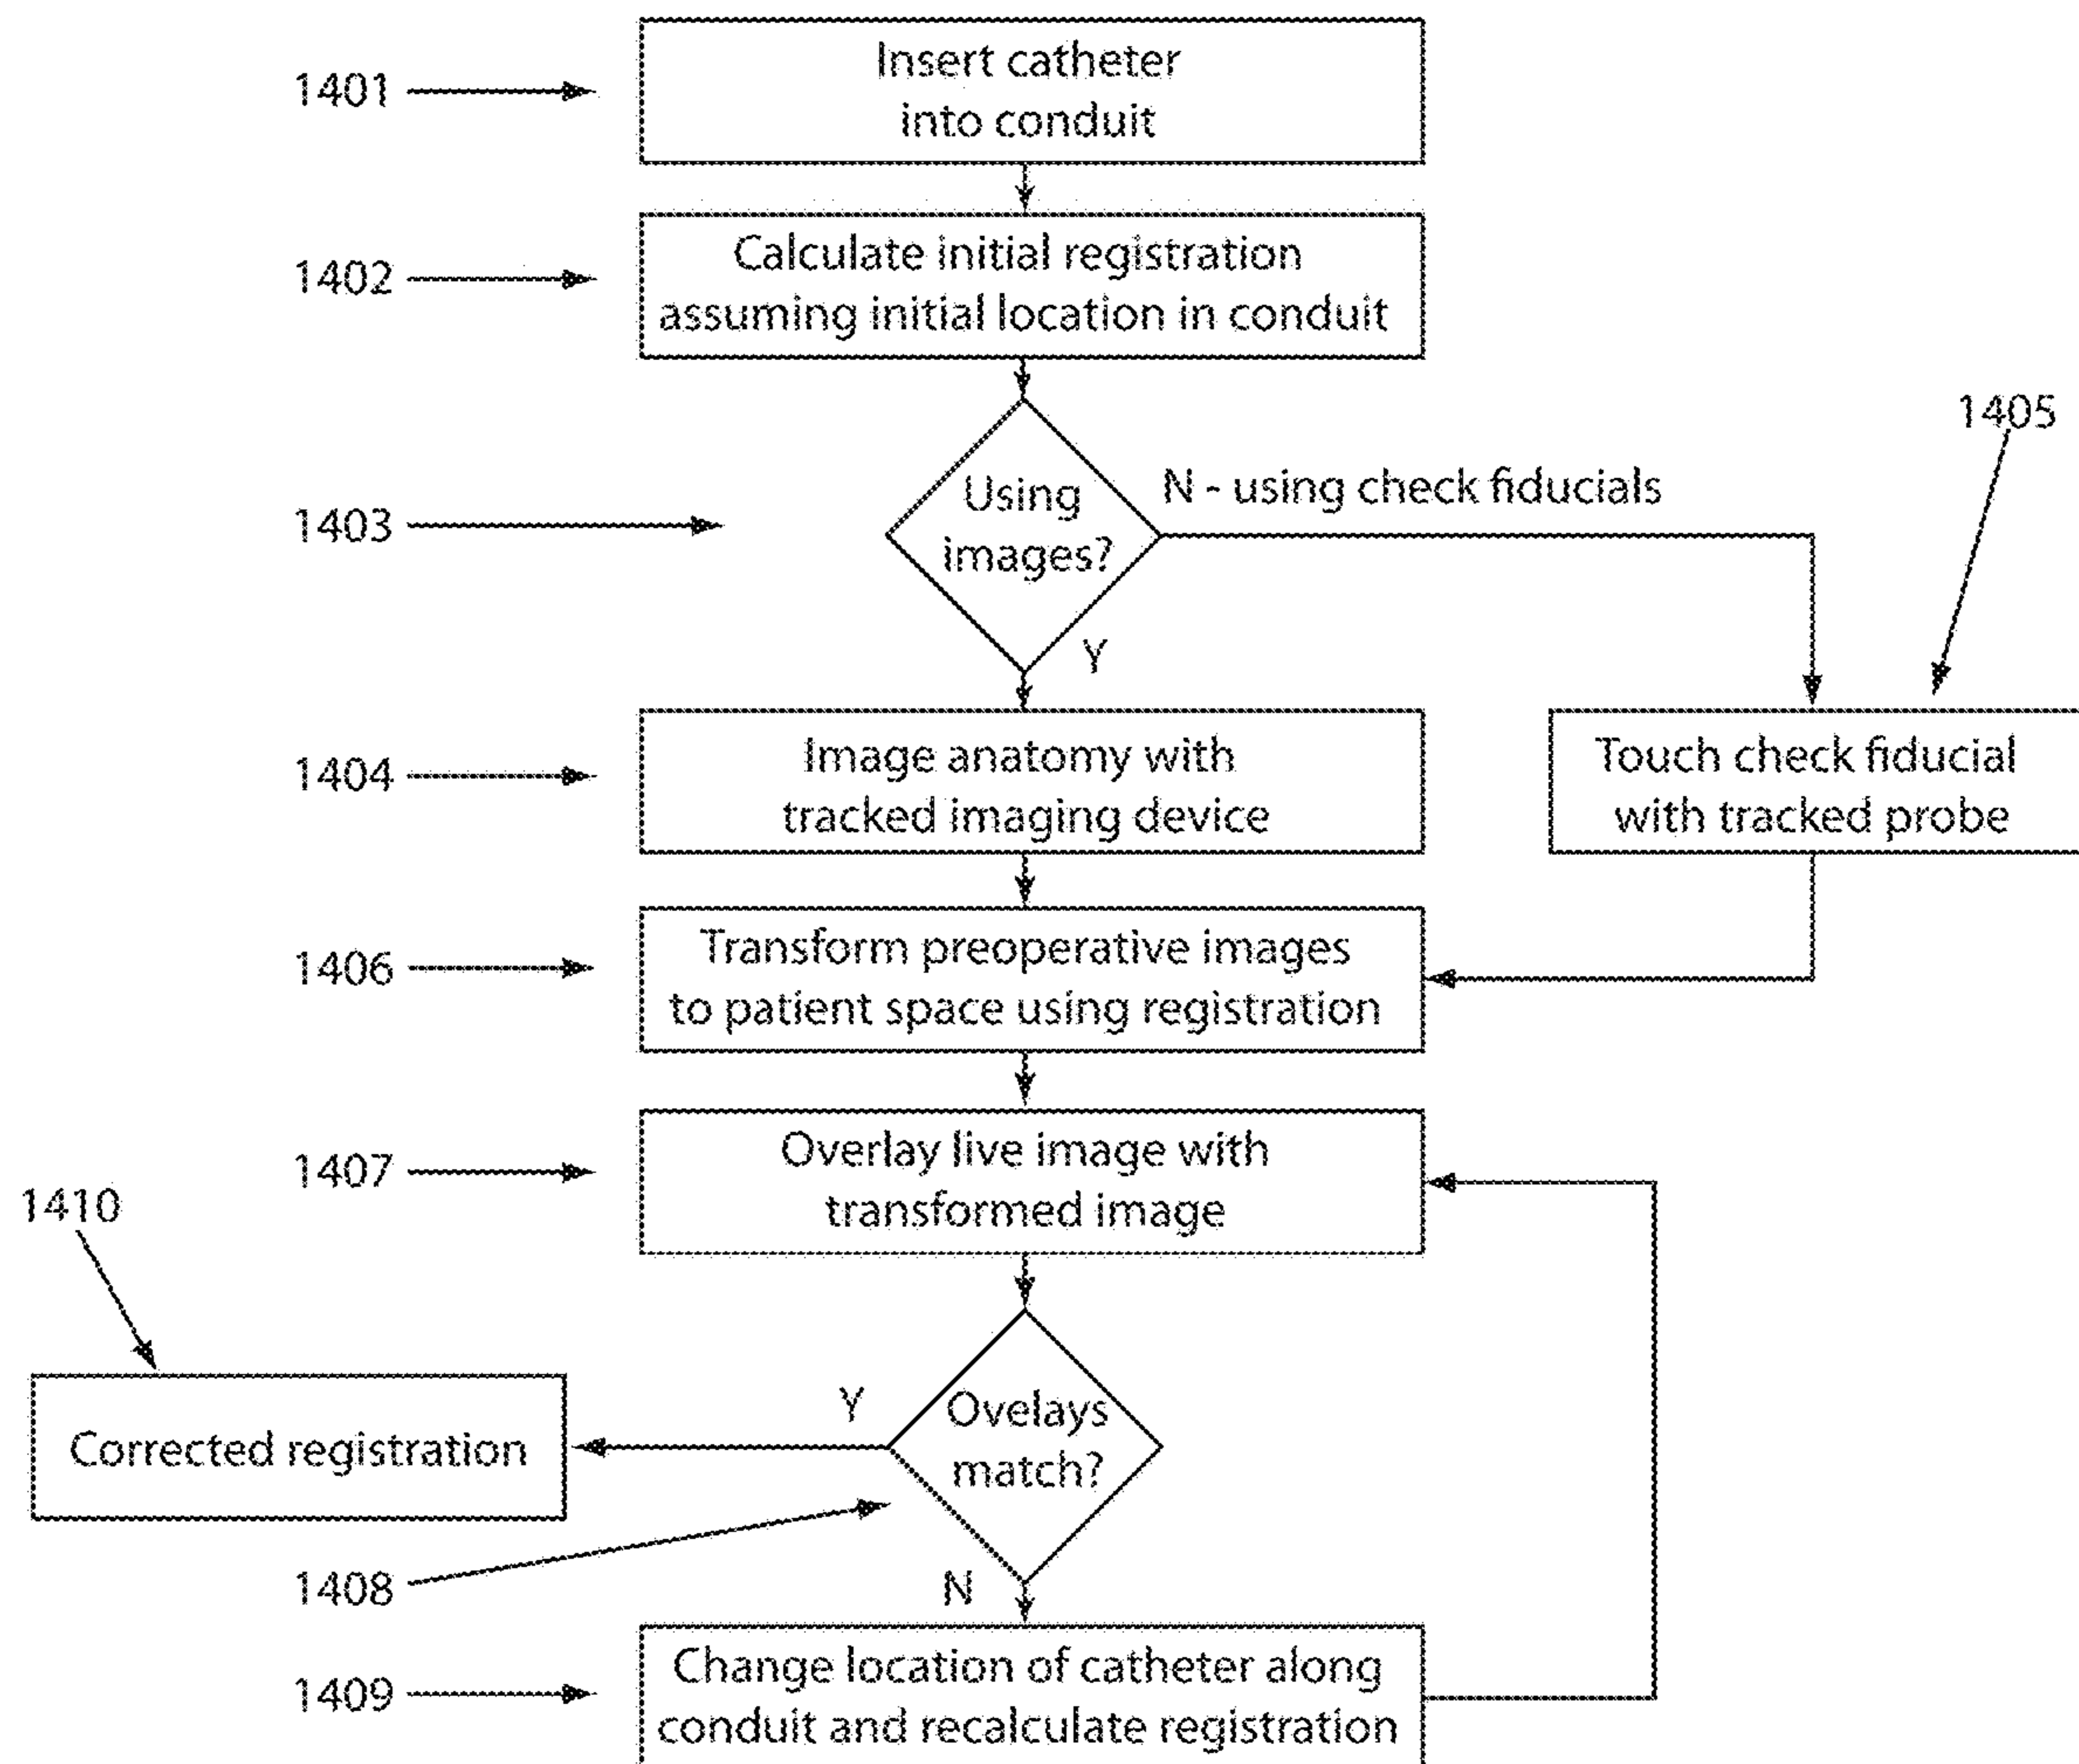 1401
Insert catheter
into conduit
1402
Calculate initial registration
assuming initial location in conduit
1405
1403
Using
images?
N - using check fiducials
Y
1404
Image anatomy with
tracked imaging device
Touch check fiducial
with tracked probe
1406
Transform preoperative images
to patient space using registration
1407
Overlay live image with
transformed image
1410
Corrected registration
Y
Ovelays
match?
1408
N
1409
Change location of catheter along
conduit and recalculate registration